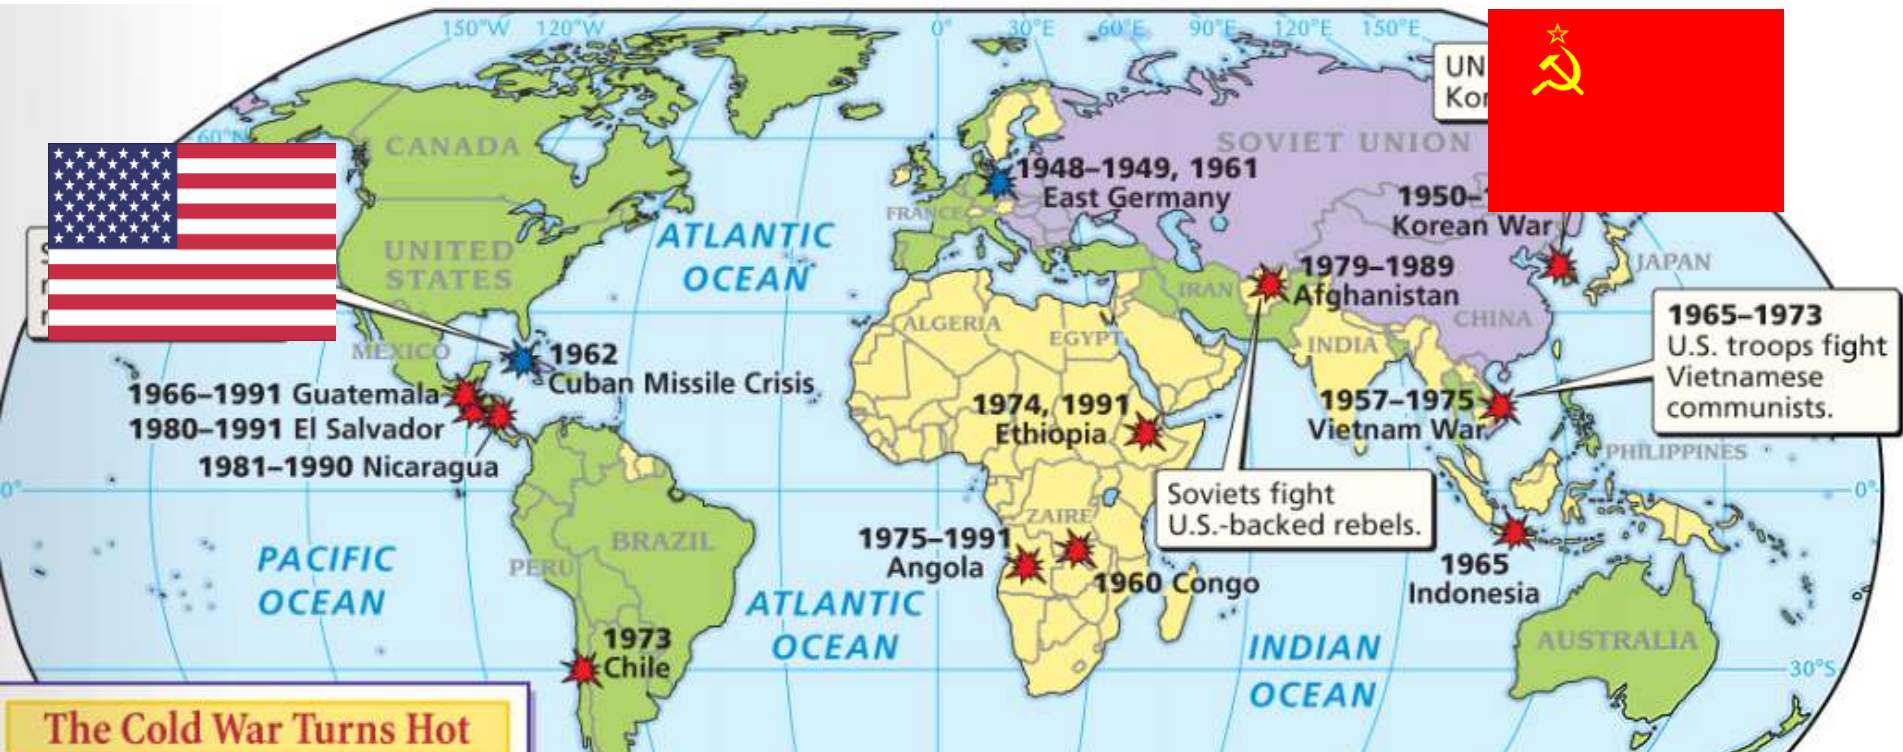 150°W 120°W 0° 30°E 60°E 90°E 120°E 150°E
UN
60°N
CANADA
SOVIET UNION
1948–1949, 1961
East Germany
1950–
Korean War
FRANCE
ATLANTIC
OCEAN
UNITED
STATES
JAPAN
1979–1989
Afghanistan
IRAN
ALGERIA
EGYPT
CHINA
INDIA
1965–1973
U.S. troops fight
Vietnamese
communists.
MEXICO
1962
Cuban Missile Crisis
1966–1991 Guatemala
1980–1991 El Salvador
1981–1990 Nicaragua
1974, 1991
Ethiopia
1957–1975
Vietnam War
PHILIPPINES
0°
0°
Soviets fight
U.S.-backed rebels.
ZAIRE
BRAZIL
PERU
PACIFIC
OCEAN
1975–1991
Angola
1960 Congo
1965
Indonesia
ATLANTIC
OCEAN
INDIAN
OCEAN
AUSTRALIA
1973
Chile
30°S
The Cold War Turns Hot